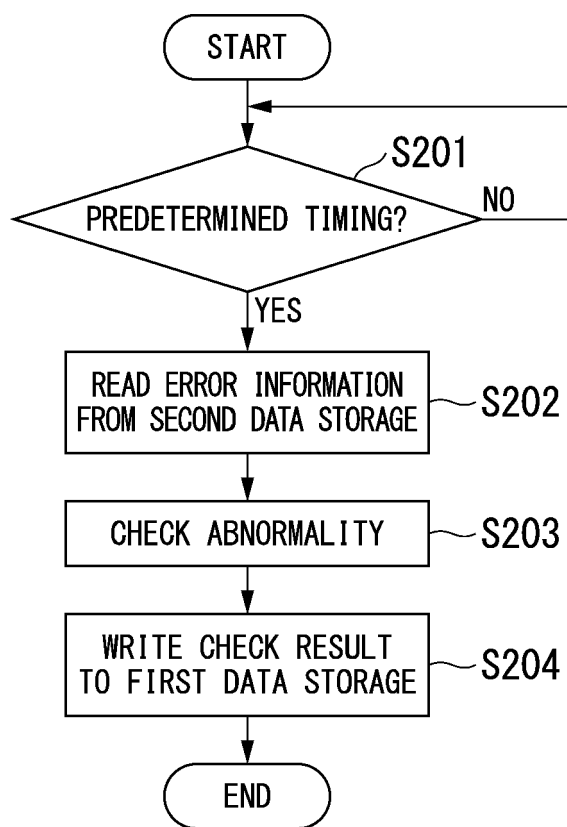 START
S201
PREDETERMINED TIMING?
NO
YES
READ ERROR INFORMATION
FROM SECOND DATA STORAGE
S202
CHECK ABNORMALITY
S203
WRITE CHECK RESULT
TO FIRST DATA STORAGE
S204
END